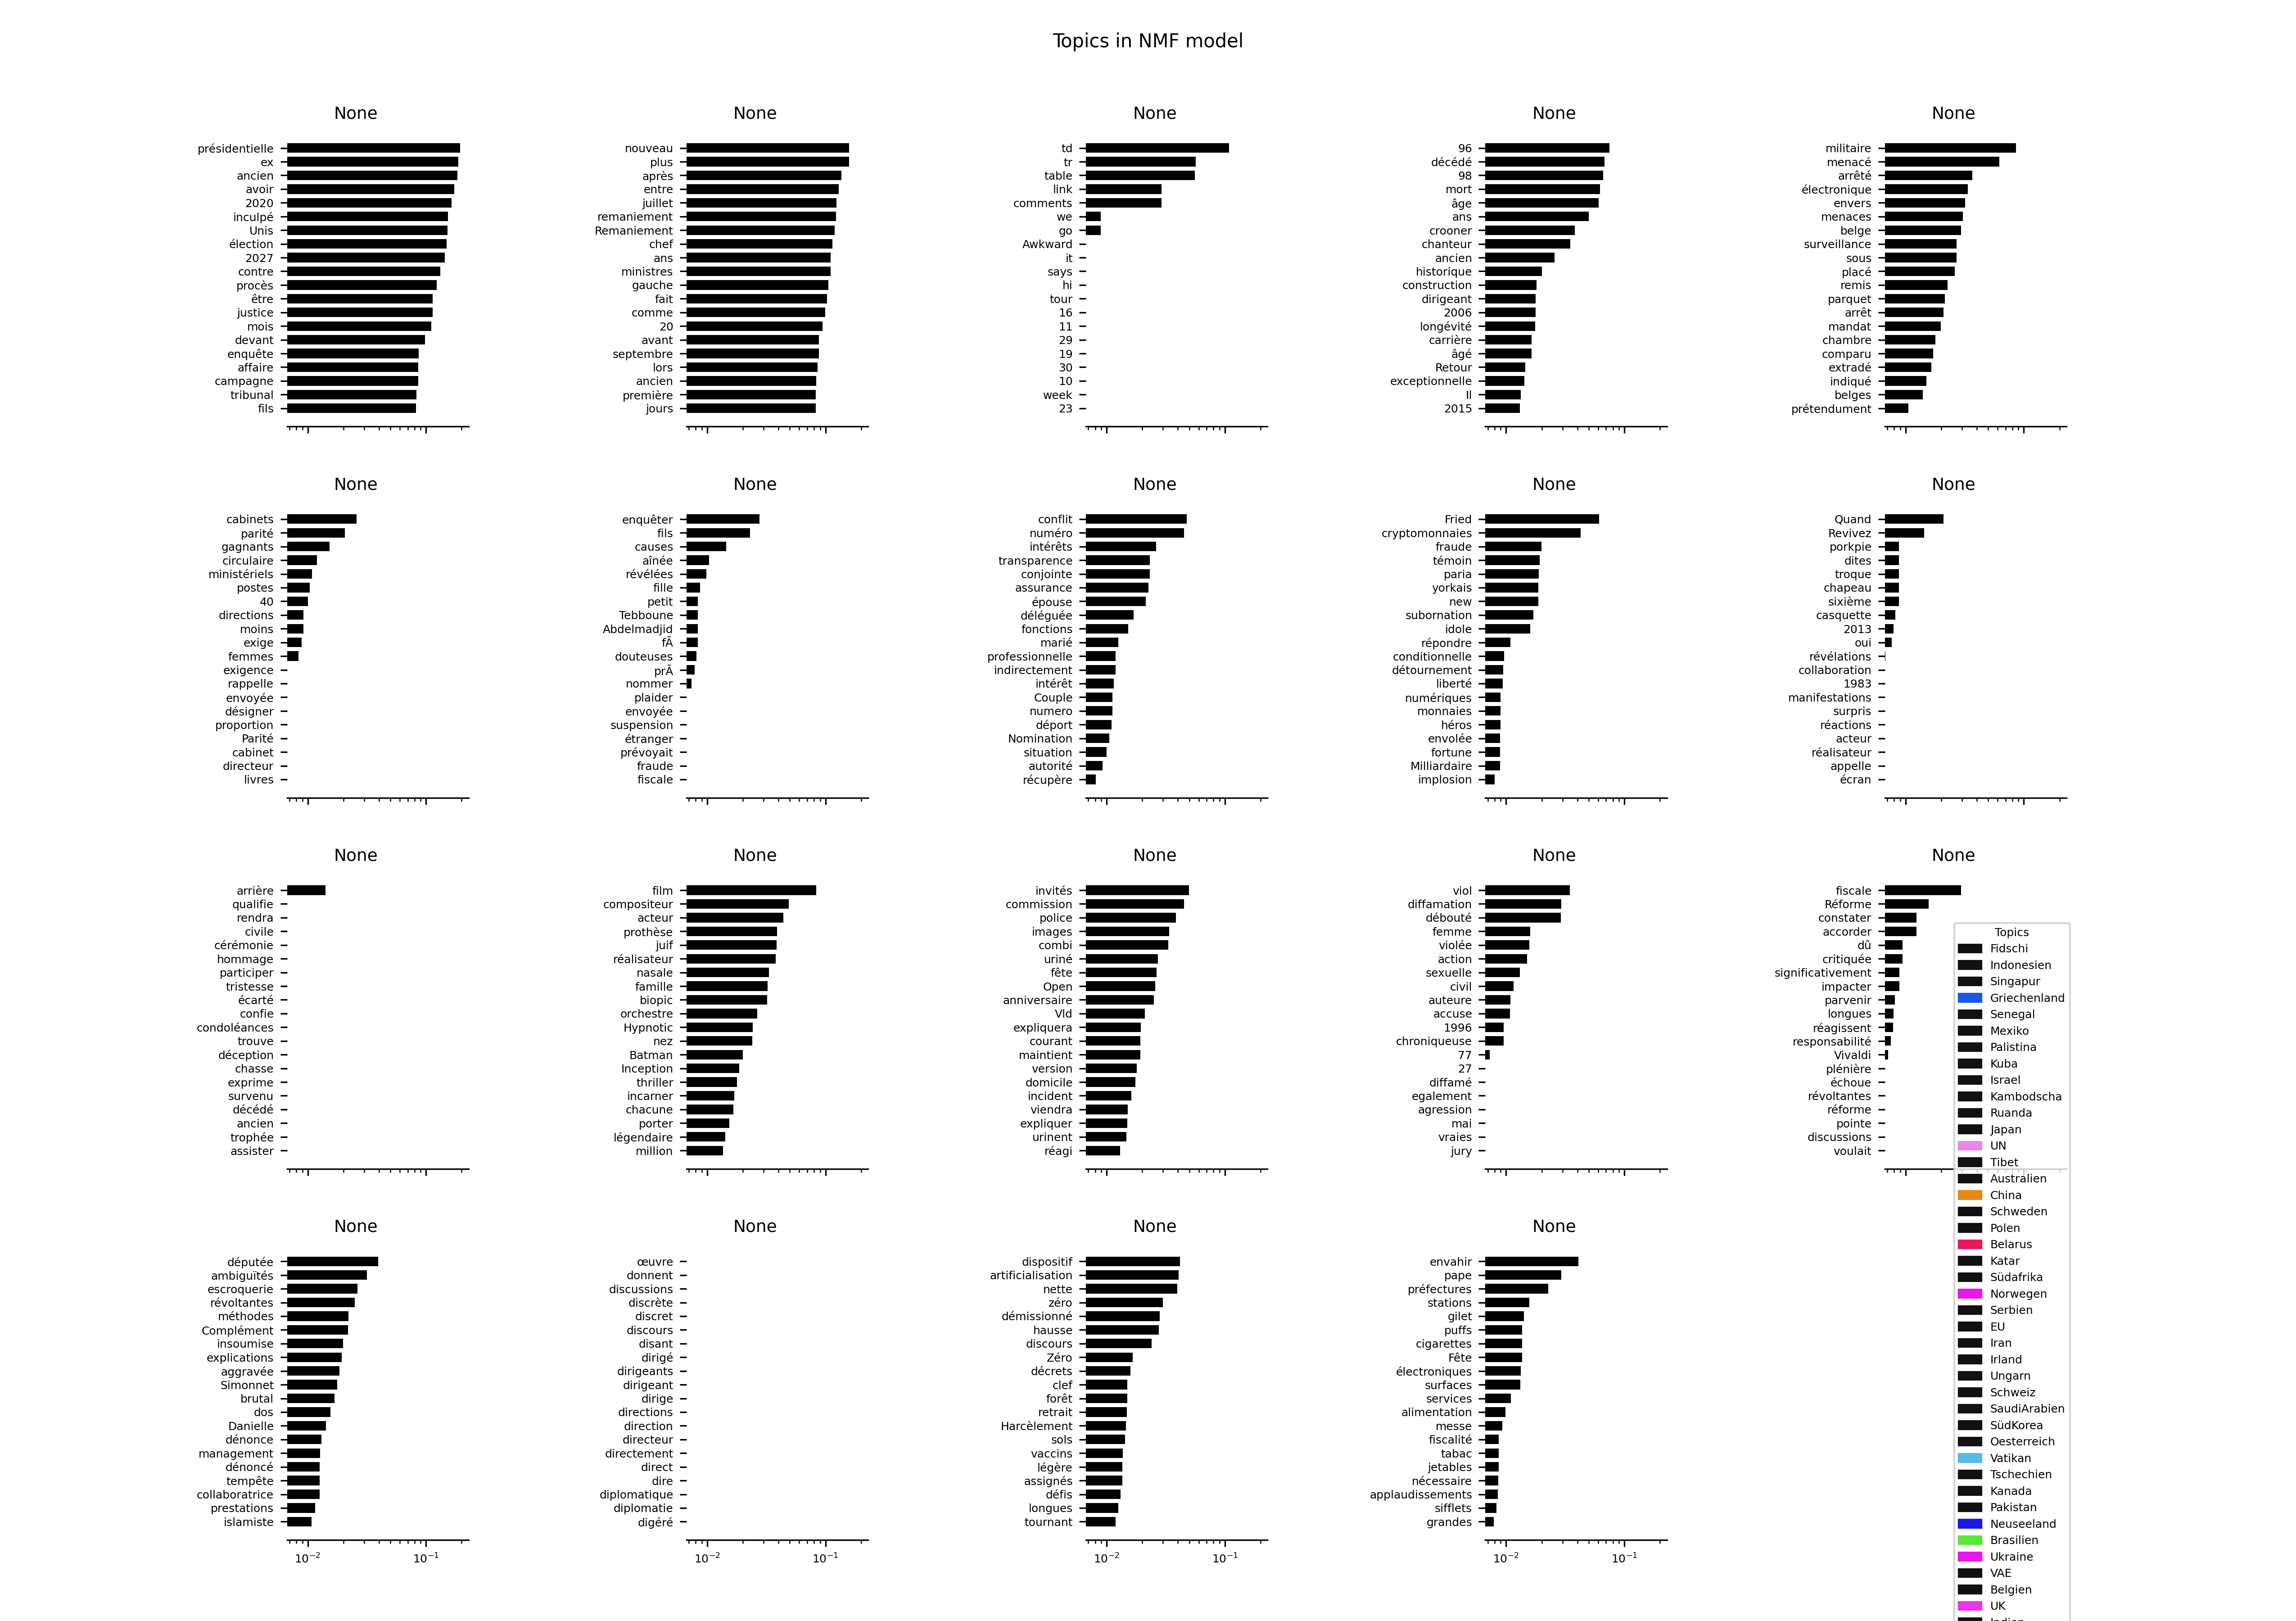 Topics in NMF model
None
présidentielle
ex
ancien
avoir
2020
inculpé
Unis
élection
2027
contre
procès
être
justice
mois
devant
enquête
affaire
campagne
tribunal
fils
None
nouveau
plus
après
entre
juillet
remaniement
Remaniement
chef
ans
ministres
gauche
fait
comme
20
avant
septembre
lors
ancien
première
jours
None
td
tr
table
link
comments
we
go
Awkward
it
says
hi
tour
16
11
29
19
30
10
week
23
None
96
décédé
98
mort
âge
ans
crooner
chanteur
ancien
historique
construction
dirigeant
2006
longévité
carrière
âgé
Retour
exceptionnelle
Il
2015
None
militaire
menacé
arrêté
électronique
envers
menaces
belge
surveillance
sous
placé
remis
parquet
arrêt
mandat
chambre
comparu
extradé
indiqué
belges
prétendument
None
cabinets
parité
gagnants
circulaire
ministériels
postes
40
directions
moins
exige
femmes
exigence
rappelle
envoyée
désigner
proportion
Parité
cabinet
directeur
livres
None
enquêter
fils
causes
aînée
révélées
fille
petit
Tebboune
Abdelmadjid
fÃ
douteuses
prÃ
nommer
plaider
envoyée
suspension
étranger
prévoyait
fraude
fiscale
None
conflit
numéro
intérêts
transparence
conjointe
assurance
épouse
déléguée
fonctions
marié
professionnelle
indirectement
intérêt
Couple
numero
déport
Nomination
situation
autorité
récupère
None
Fried
cryptomonnaies
fraude
témoin
paria
yorkais
new
subornation
idole
répondre
conditionnelle
détournement
liberté
numériques
monnaies
héros
envolée
fortune
Milliardaire
implosion
None
Quand
Revivez
porkpie
dites
troque
chapeau
sixième
casquette
2013
oui
révélations
collaboration
1983
manifestations
surpris
réactions
acteur
réalisateur
appelle
écran
None
arrière
qualifie
rendra
civile
cérémonie
hommage
participer
tristesse
écarté
confie
condoléances
trouve
déception
chasse
exprime
survenu
décédé
ancien
trophée
assister
None
film
compositeur
acteur
prothèse
juif
réalisateur
nasale
famille
biopic
orchestre
Hypnotic
nez
Batman
Inception
thriller
incarner
chacune
porter
légendaire
million
None
invités
commission
police
images
combi
uriné
fête
Open
anniversaire
Vld
expliquera
courant
maintient
version
domicile
incident
viendra
expliquer
urinent
réagi
None
viol
diffamation
débouté
femme
violée
action
sexuelle
civil
auteure
accuse
1996
chroniqueuse
77
27
diffamé
egalement
agression
mai
vraies
jury
None
fiscale
Réforme
constater
accorder
dû
critiquée
significativement
impacter
parvenir
longues
réagissent
responsabilité
Vivaldi
plénière
échoue
révoltantes
réforme
pointe
discussions
voulait
None
députée
ambiguïtés
escroquerie
révoltantes
méthodes
Complément
insoumise
explications
aggravée
Simonnet
brutal
dos
Danielle
dénonce
management
dénoncé
tempête
collaboratrice
prestations
islamiste
10⁻² 10⁻¹
None
œuvre
donnent
discussions
discrète
discret
discours
disant
dirigé
dirigeants
dirigeant
dirige
directions
direction
directeur
directement
direct
dire
diplomatique
diplomatie
digéré
10⁻² 10⁻¹
None
dispositif
artificialisation
nette
zéro
démissionné
hausse
discours
Zéro
décrets
clef
forêt
retrait
Harcèlement
sols
vaccins
légère
assignés
défis
longues
tournant
10⁻² 10⁻¹
None
envahir
pape
préfectures
stations
gilet
puffs
cigarettes
Fête
électroniques
surfaces
services
alimentation
messe
fiscalité
tabac
jetables
nécessaire
applaudissements
sifflets
grandes
10⁻² 10⁻¹
Topics
Fidschi
Indonesien
Singapur
Griechenland
Senegal
Mexiko
Palistina
Kuba
Israel
Kambodscha
Ruanda
Japan
UN
Tibet
Australien
China
Schweden
Polen
Belarus
Katar
Südafrika
Norwegen
Serbien
EU
Iran
Irland
Ungarn
Schweiz
SaudiArabien
SüdKorea
Oesterreich
Vatikan
Tschechien
Kanada
Pakistan
Neuseeland
Brasilien
Ukraine
VAE
Belgien
UK